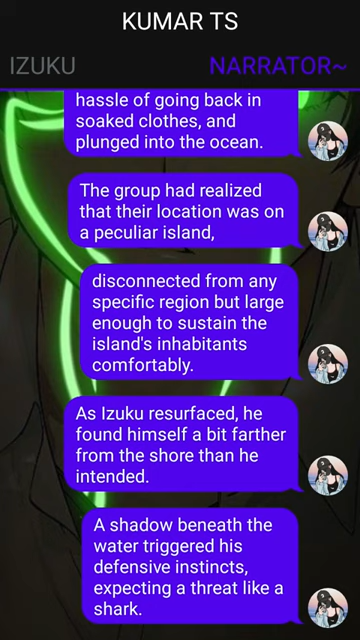 KUMAR TS
IZUKU
NARRATOR~
hassle of going back in
soaked clothes, and
plunged into the ocean.
The group had realized
that their location was on
a peculiar island,
disconnected from any
specific region but large
enough to sustain the
island's inhabitants
comfortably.
As Izuku resurfaced, he
found himself a bit farther
from the shore than he
intended.
A shadow beneath the
water triggered his
defensive instincts,
expecting a threat like a
shark.